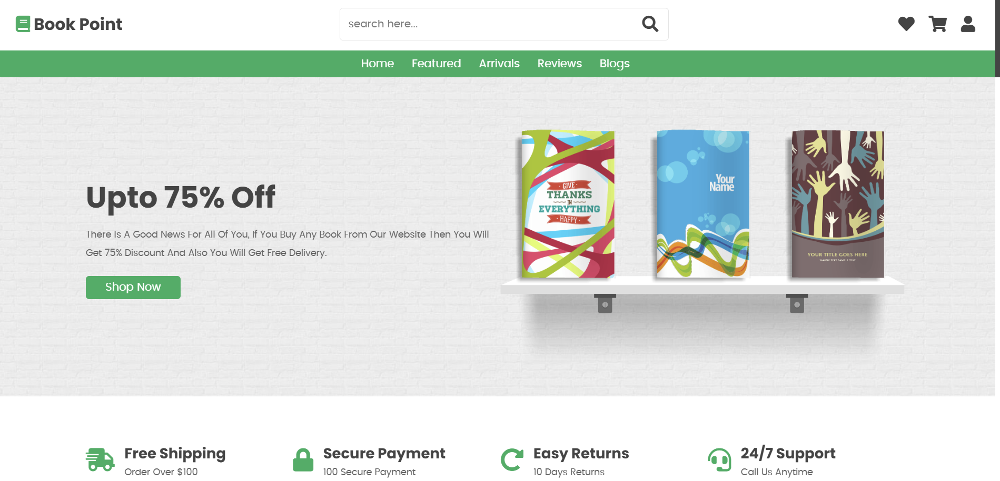 Book Point
search here...
Home Featured Arrivals Reviews Blogs
Upto 75% Off
There Is A Good News For All Of You, If You Buy Any Book From Our Website Then You Will
Get 75% Discount And Also You Will Get Free Delivery.
Shop Now
GIVE
THANKS
IN
EVERYTHING
HAPPY
Your
Name
YOUR TITLE GOES HERE
SAMPLE TEXT SAMPLE TEXT
Free Shipping
Order Over $100
Secure Payment
100 Secure Payment
Easy Returns
10 Days Returns
24/7 Support
Call Us Anytime